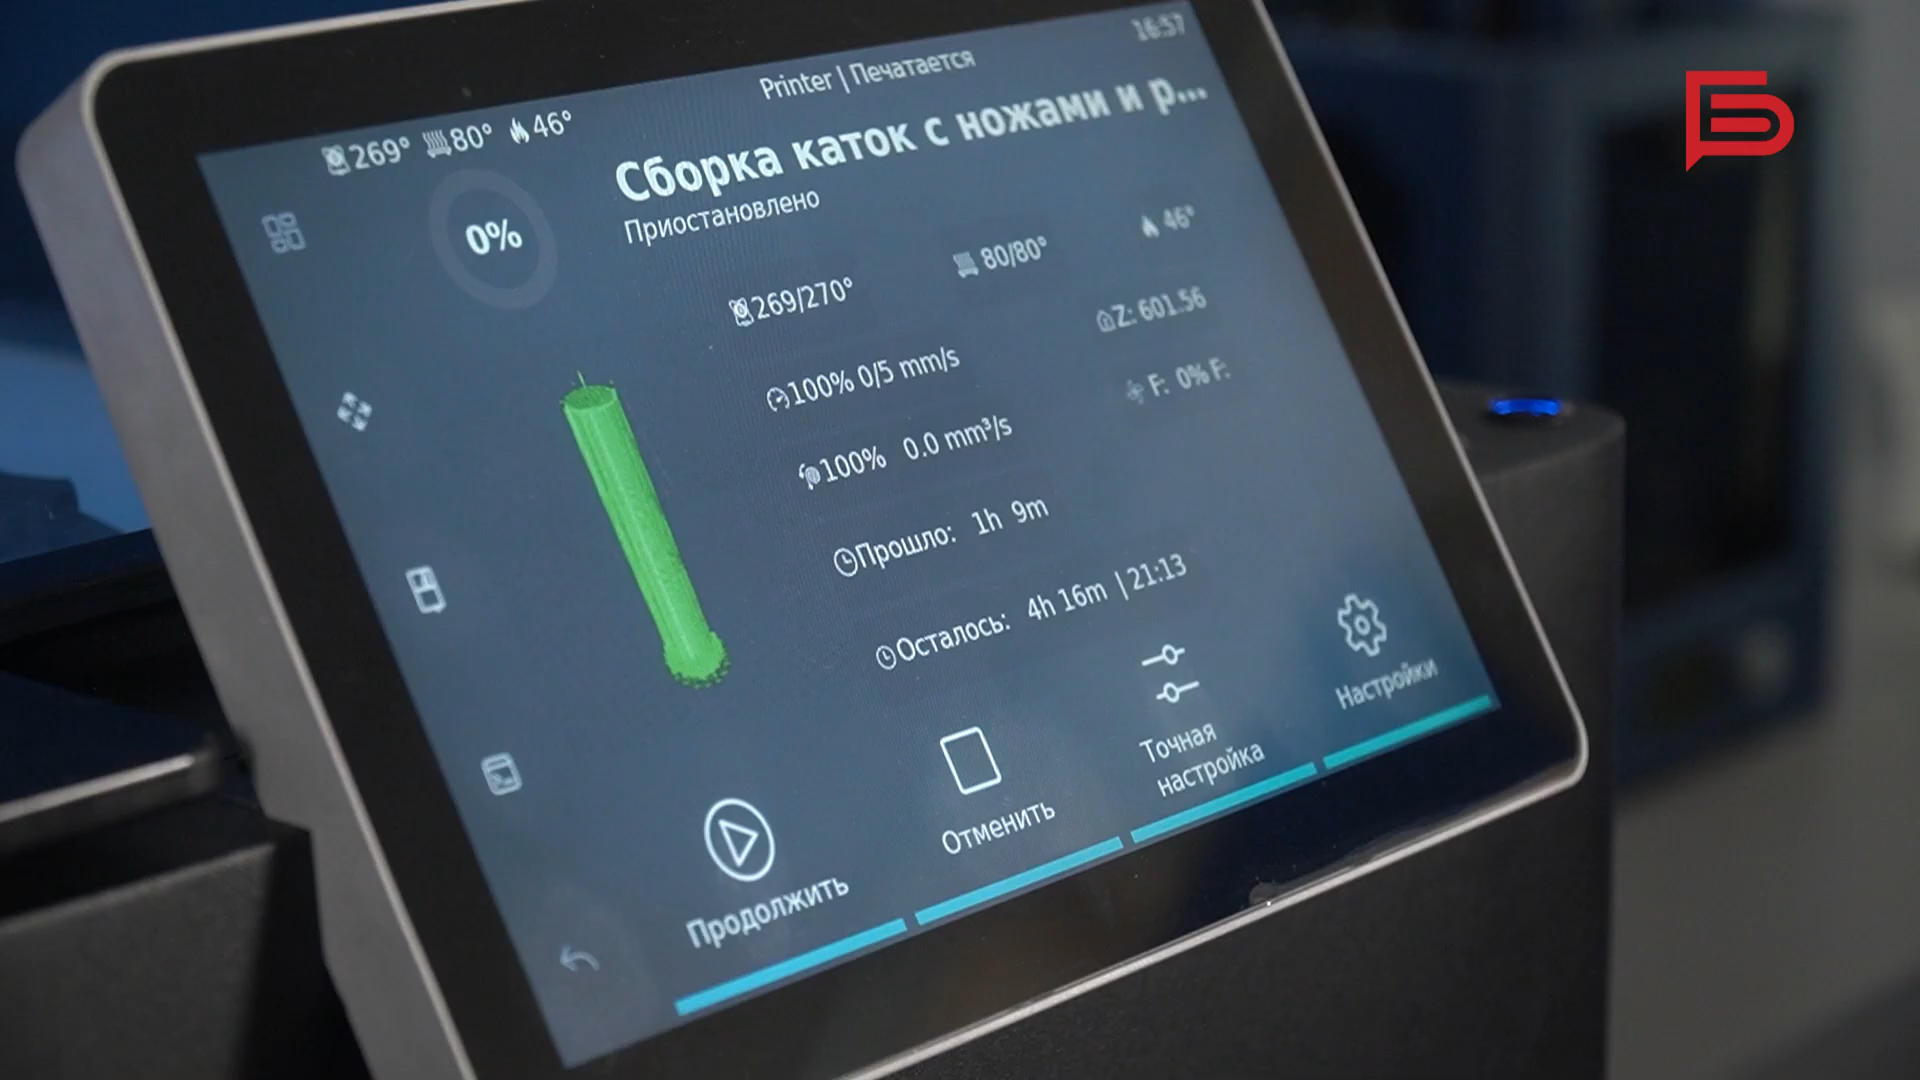 16:57
Printer | Печатается
269° 80° 46°
Сборка каток с ножами и р...
0%
Приостановлено
269/270° 80/80° 46°
100% 0/5 mm/s Z: 601.56
100% 0.0 mm³/s F: 0% F:
Прошло: 1h 9m
Осталось: 4h 16m | 21:13
Продолжить
Отменить
Точная
настройка
Настройки
Б